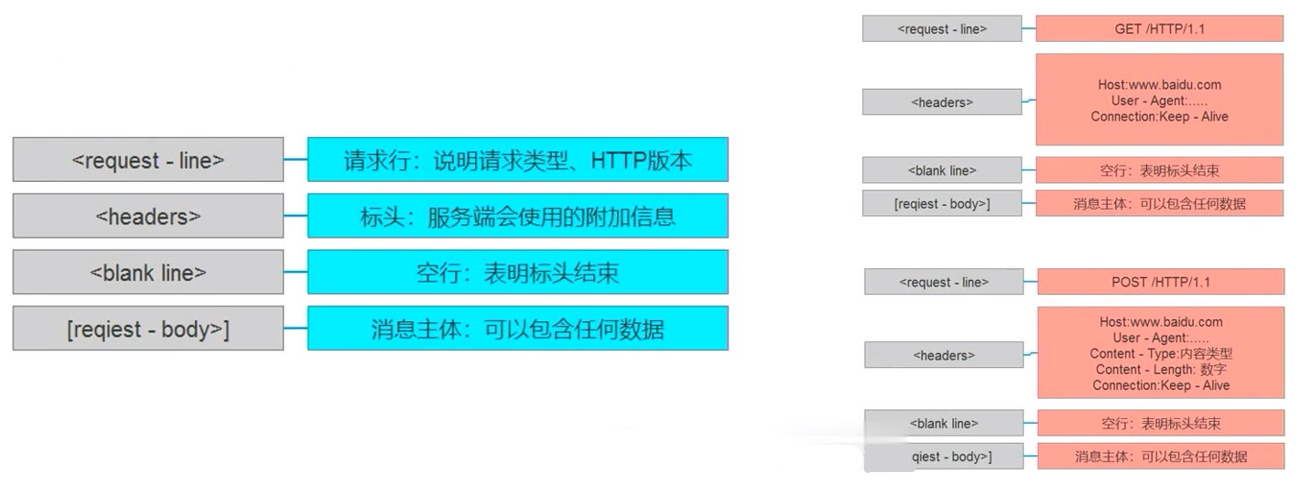 <request - line>
请求行：说明请求类型、HTTP版本
<headers>
标头：服务端会使用的附加信息
<blank line>
空行：表明标头结束
[reqiest - body>]
消息主体：可以包含任何数据
<request - line>
GET /HTTP/1.1
<headers>
Host:www.baidu.com
User - Agent:.....
Connection:Keep - Alive
<blank line>
空行：表明标头结束
[reqiest - body>]
消息主体：可以包含任何数据
<request - line>
POST /HTTP/1.1
<headers>
Host:www.baidu.com
User - Agent:.....
Content - Type:内容类型
Content - Length: 数字
Connection:Keep - Alive
<blank line>
空行：表明标头结束
qiest - body>]
消息主体：可以包含任何数据